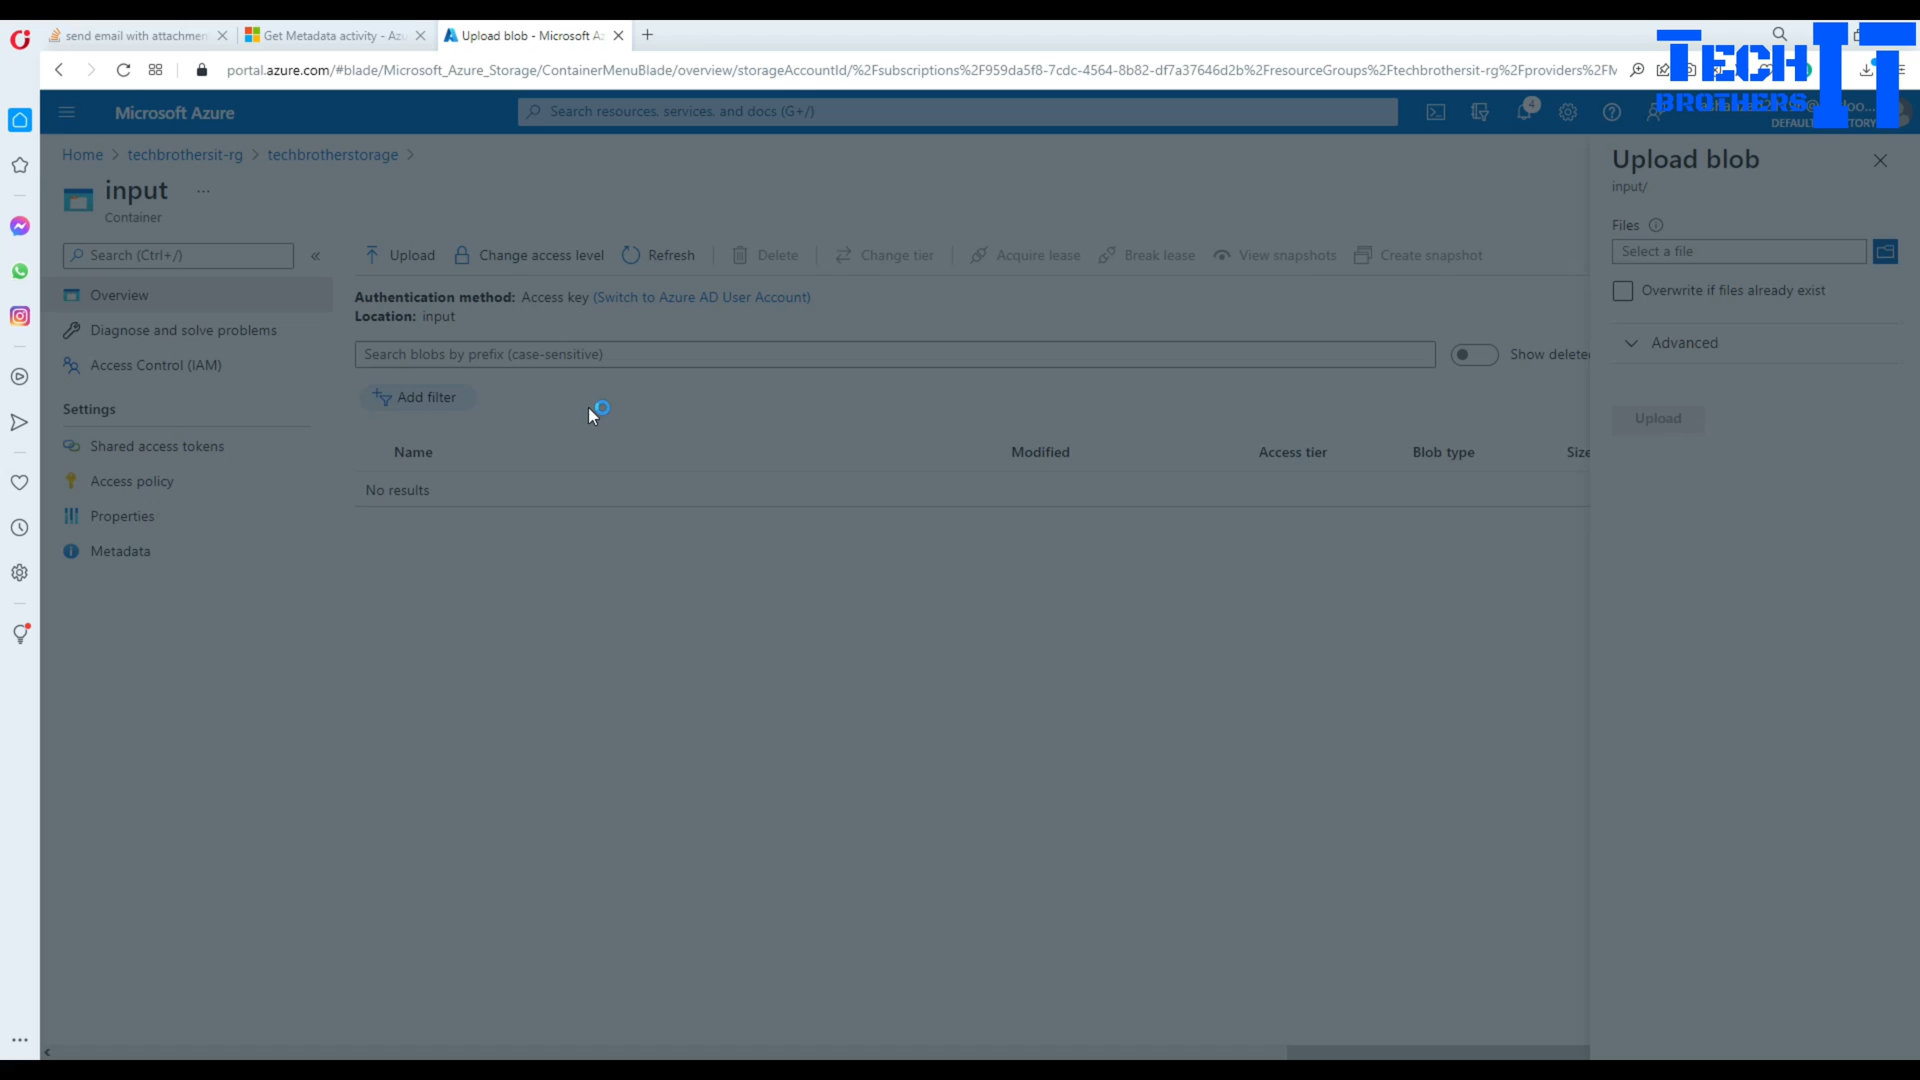 send email with attachmen
Get Metadata activity - Azu
Upload blob - Microsoft Az
portal.azure.com/#blade/Microsoft_Azure_Storage/ContainerMenuBlade/overview/storageAccountId/%2Fsubscriptions%2F959da5f8-7cdc-4564-8b82-df7a37646d2b%2FresourceGroups%2Ftechbrothersit-rg%2Fproviders%2FM
TECH IT
BROTHERS
Microsoft Azure
Search resources, services, and docs (G+/)
4
DEFAULT
Home > techbrothersit-rg > techbrotherstorage >
input ...
Container
Search (Ctrl+/)
«
Overview
Diagnose and solve problems
Access Control (IAM)
Settings
Shared access tokens
Access policy
Properties
Metadata
Upload
Change access level
Refresh
Delete
Change tier
Acquire lease
Break lease
View snapshots
Create snapshot
Authentication method: Access key (Switch to Azure AD User Account)
Location: input
Search blobs by prefix (case-sensitive)
Show deleted
Add filter
Name Modified Access tier Blob type Size
No results
Upload blob
input/
Files
Select a file
Overwrite if files already exist
Advanced
Upload